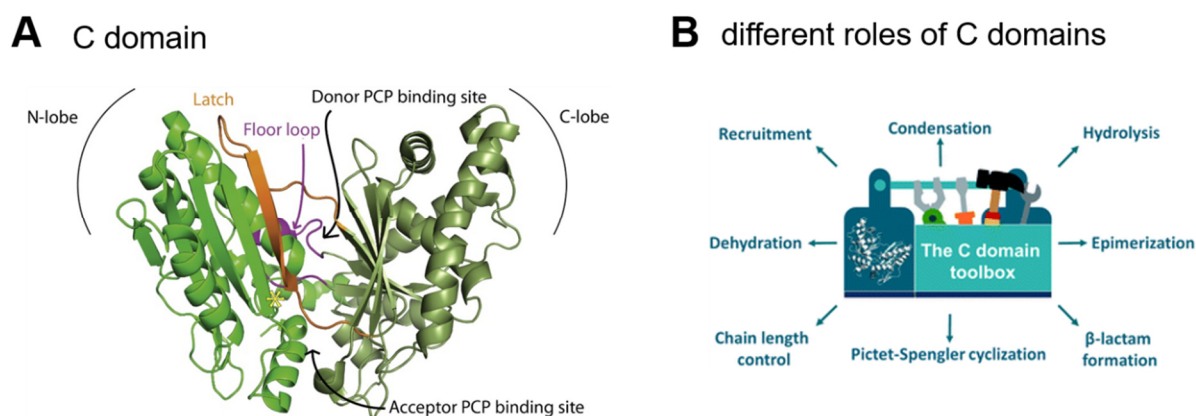 A C domain
N-lobe
Latch
Floor loop
Donor PCP binding site
C-lobe
Acceptor PCP binding site
B different roles of C domains
Recruitment
Condensation
Hydrolysis
Dehydration
The C domain
toolbox
Epimerization
Chain length
control
Pictet-Spengler cyclization
β-lactam
formation